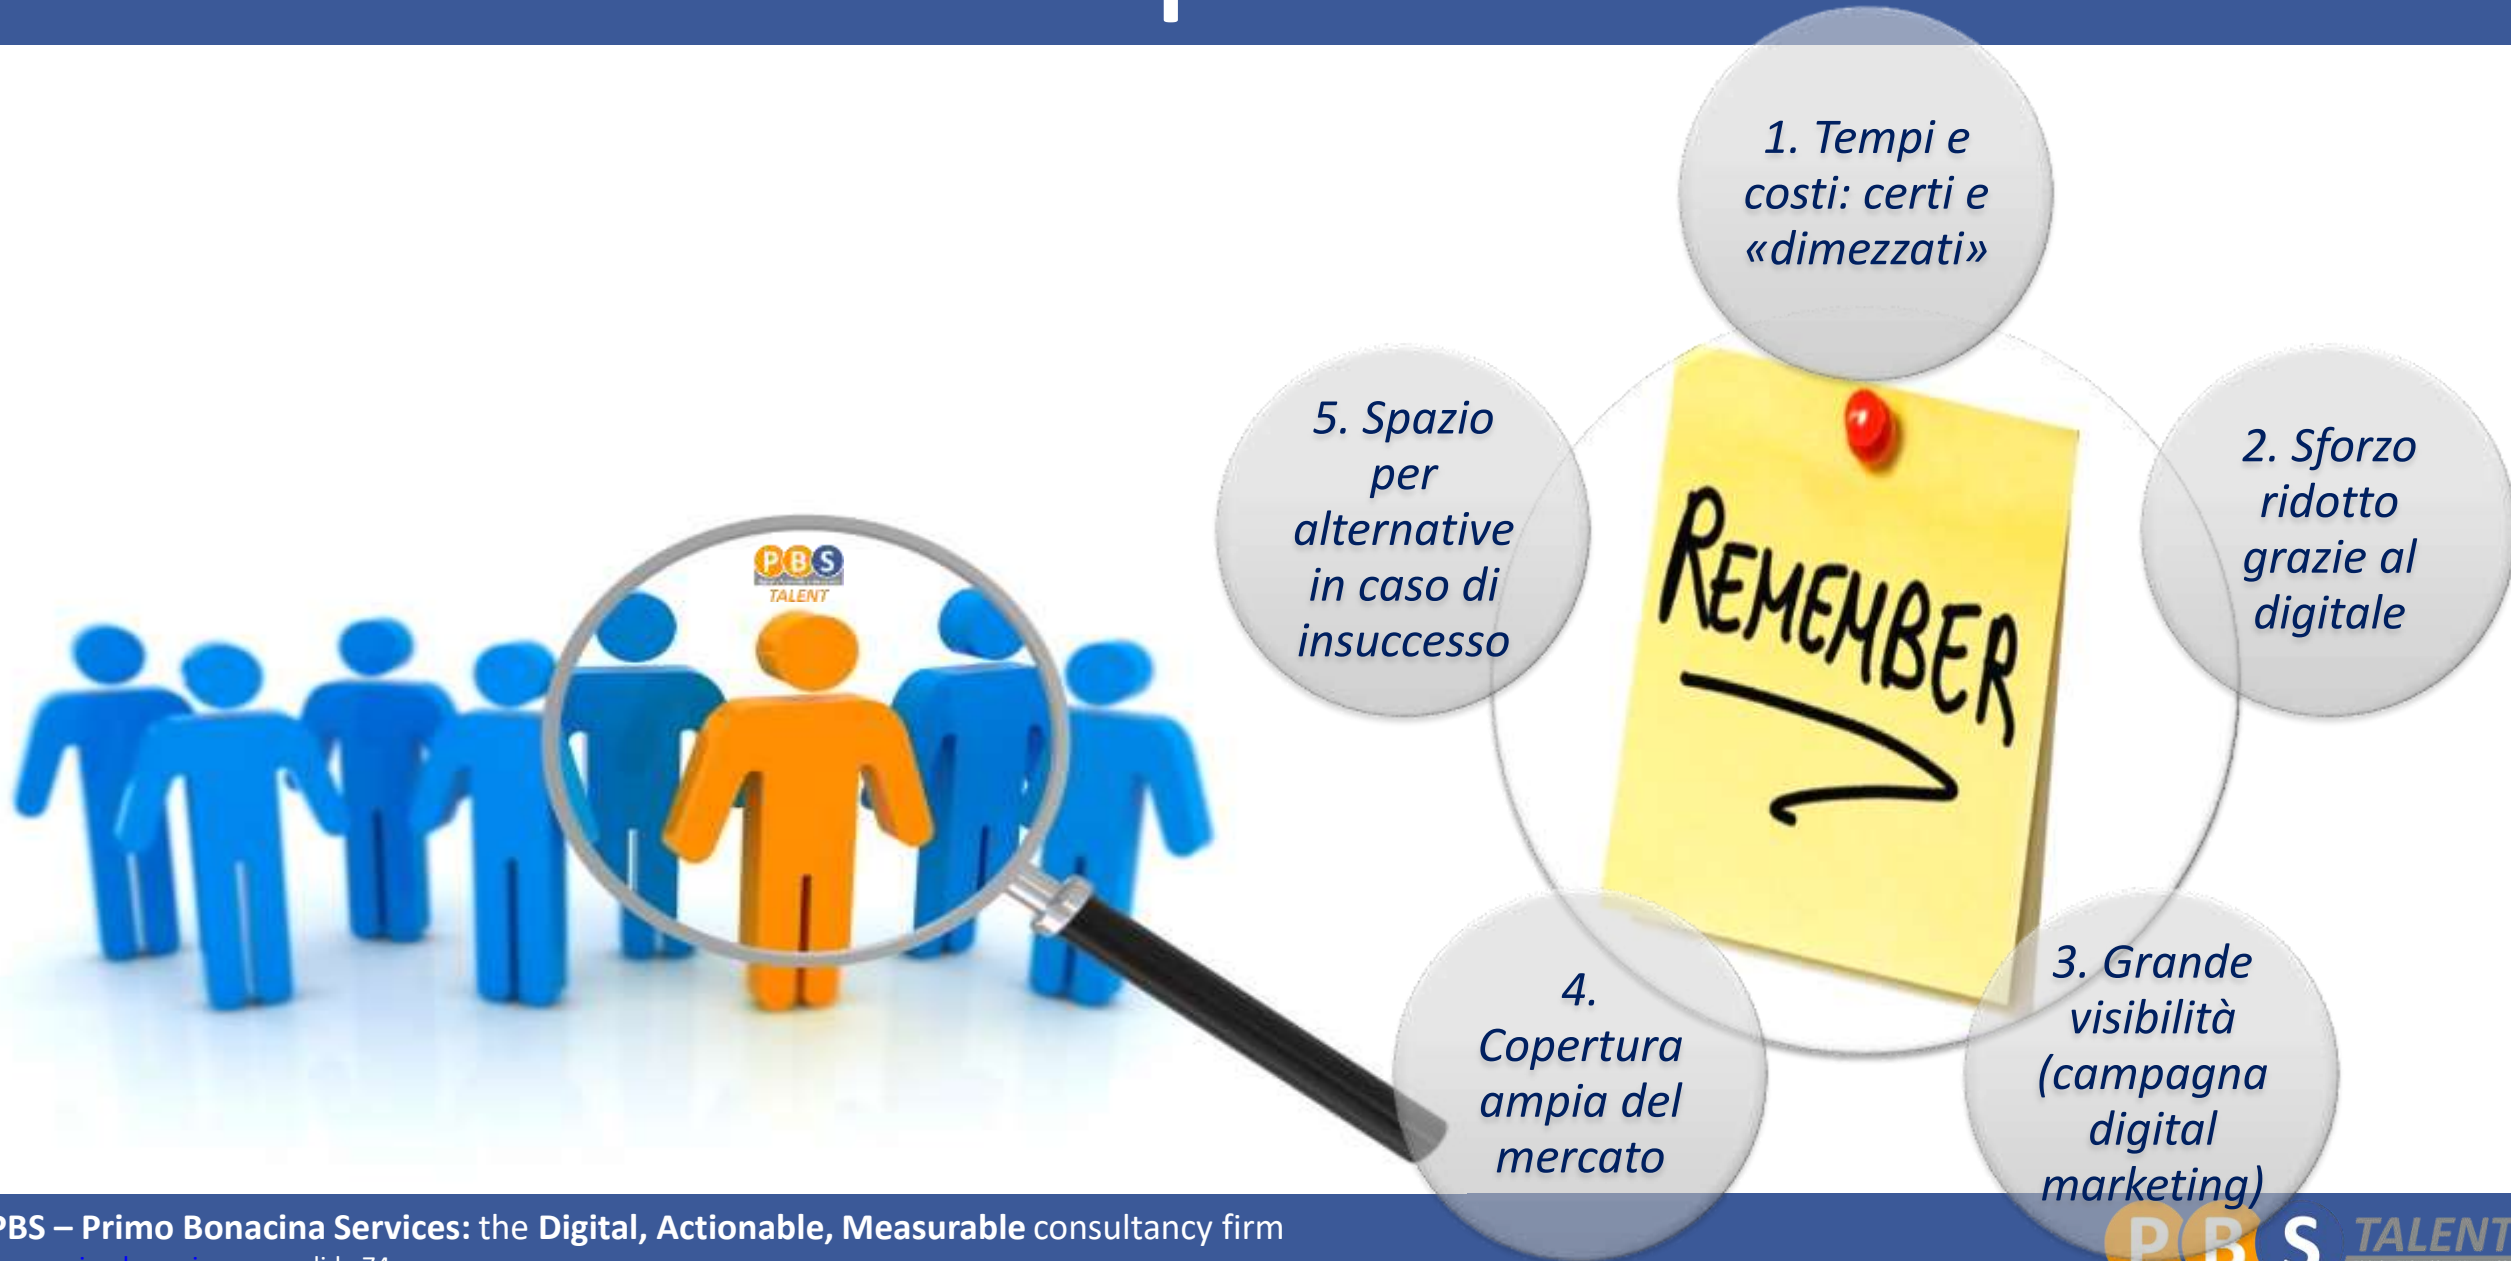 1. Tempi e
costi: certi e
«dimezzati»
2. Sforzo
ridotto
grazie al
digitale
3. Grande
visibilità
(campagna
digital
marketing)
4.
Copertura
ampia del
mercato
5. Spazio
per
alternative
in caso di
insuccesso
REMEMBER
PBS
TALENT
PBS – Primo Bonacina Services: the Digital, Actionable, Measurable consultancy firm
PBS TALENT